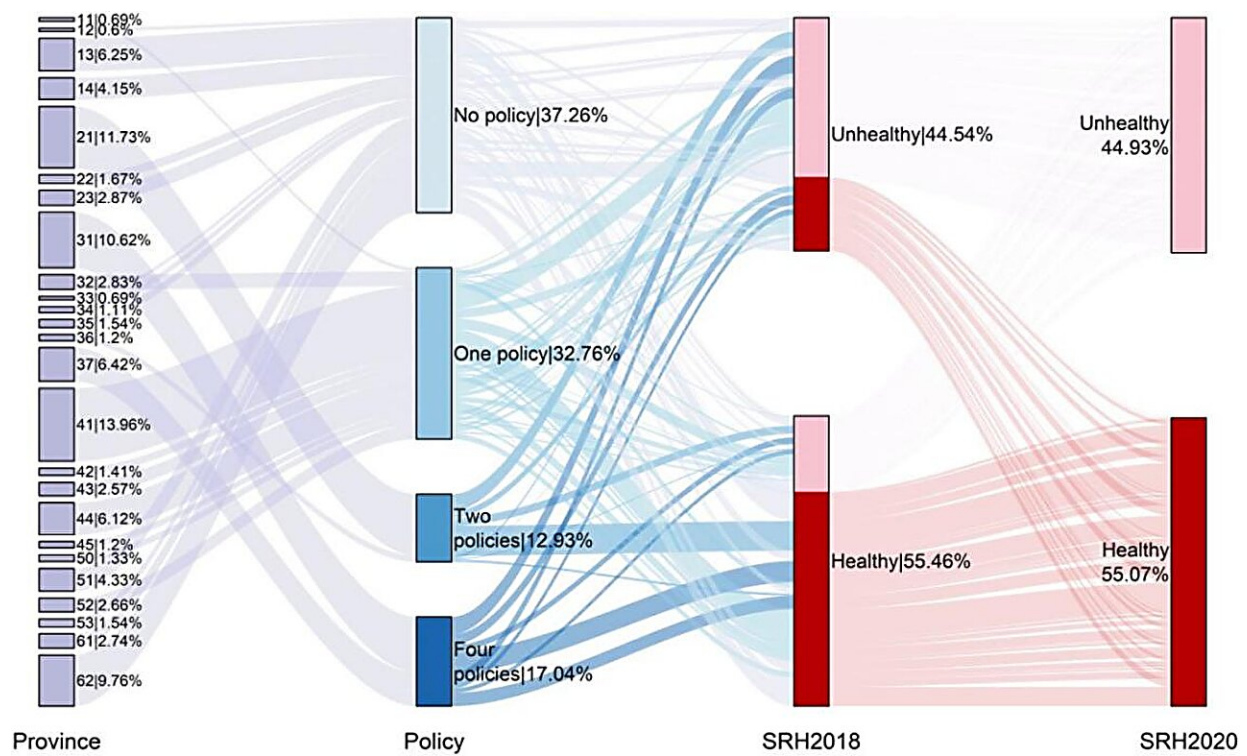 11|0.69%
12|0.6%
13|6.25%
14|4.15%
21|11.73%
22|1.67%
23|2.87%
31|10.62%
32|2.83%
33|0.69%
34|1.11%
35|1.54%
36|1.2%
37|6.42%
41|13.96%
42|1.41%
43|2.57%
44|6.12%
45|1.2%
50|1.33%
51|4.33%
52|2.66%
53|1.54%
61|2.74%
62|9.76%
No policy|37.26%
One policy|32.76%
Two
policies|12.93%
Four
policies|17.04%
Unhealthy|44.54%
Healthy|55.46%
Unhealthy
44.93%
Healthy
55.07%
Province
Policy
SRH2018
SRH2020